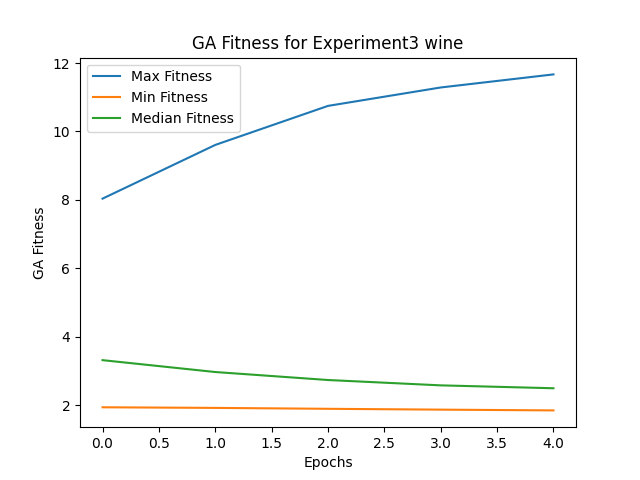 GA Fitness for Experiment3 wine
Max Fitness
Min Fitness
Median Fitness
GA Fitness
12
10
8
6
4
2
0.0 0.5 1.0 1.5 2.0 2.5 3.0 3.5 4.0
Epochs